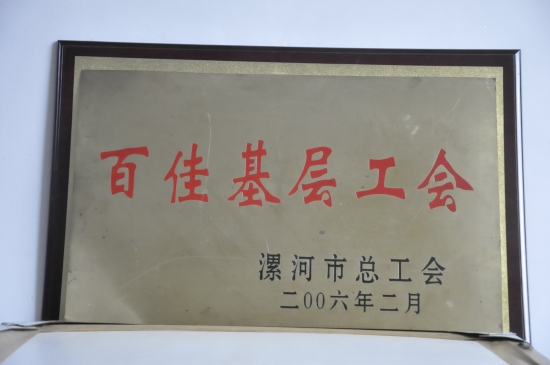 百佳基层工会
漯河市总工会
二00六年二月